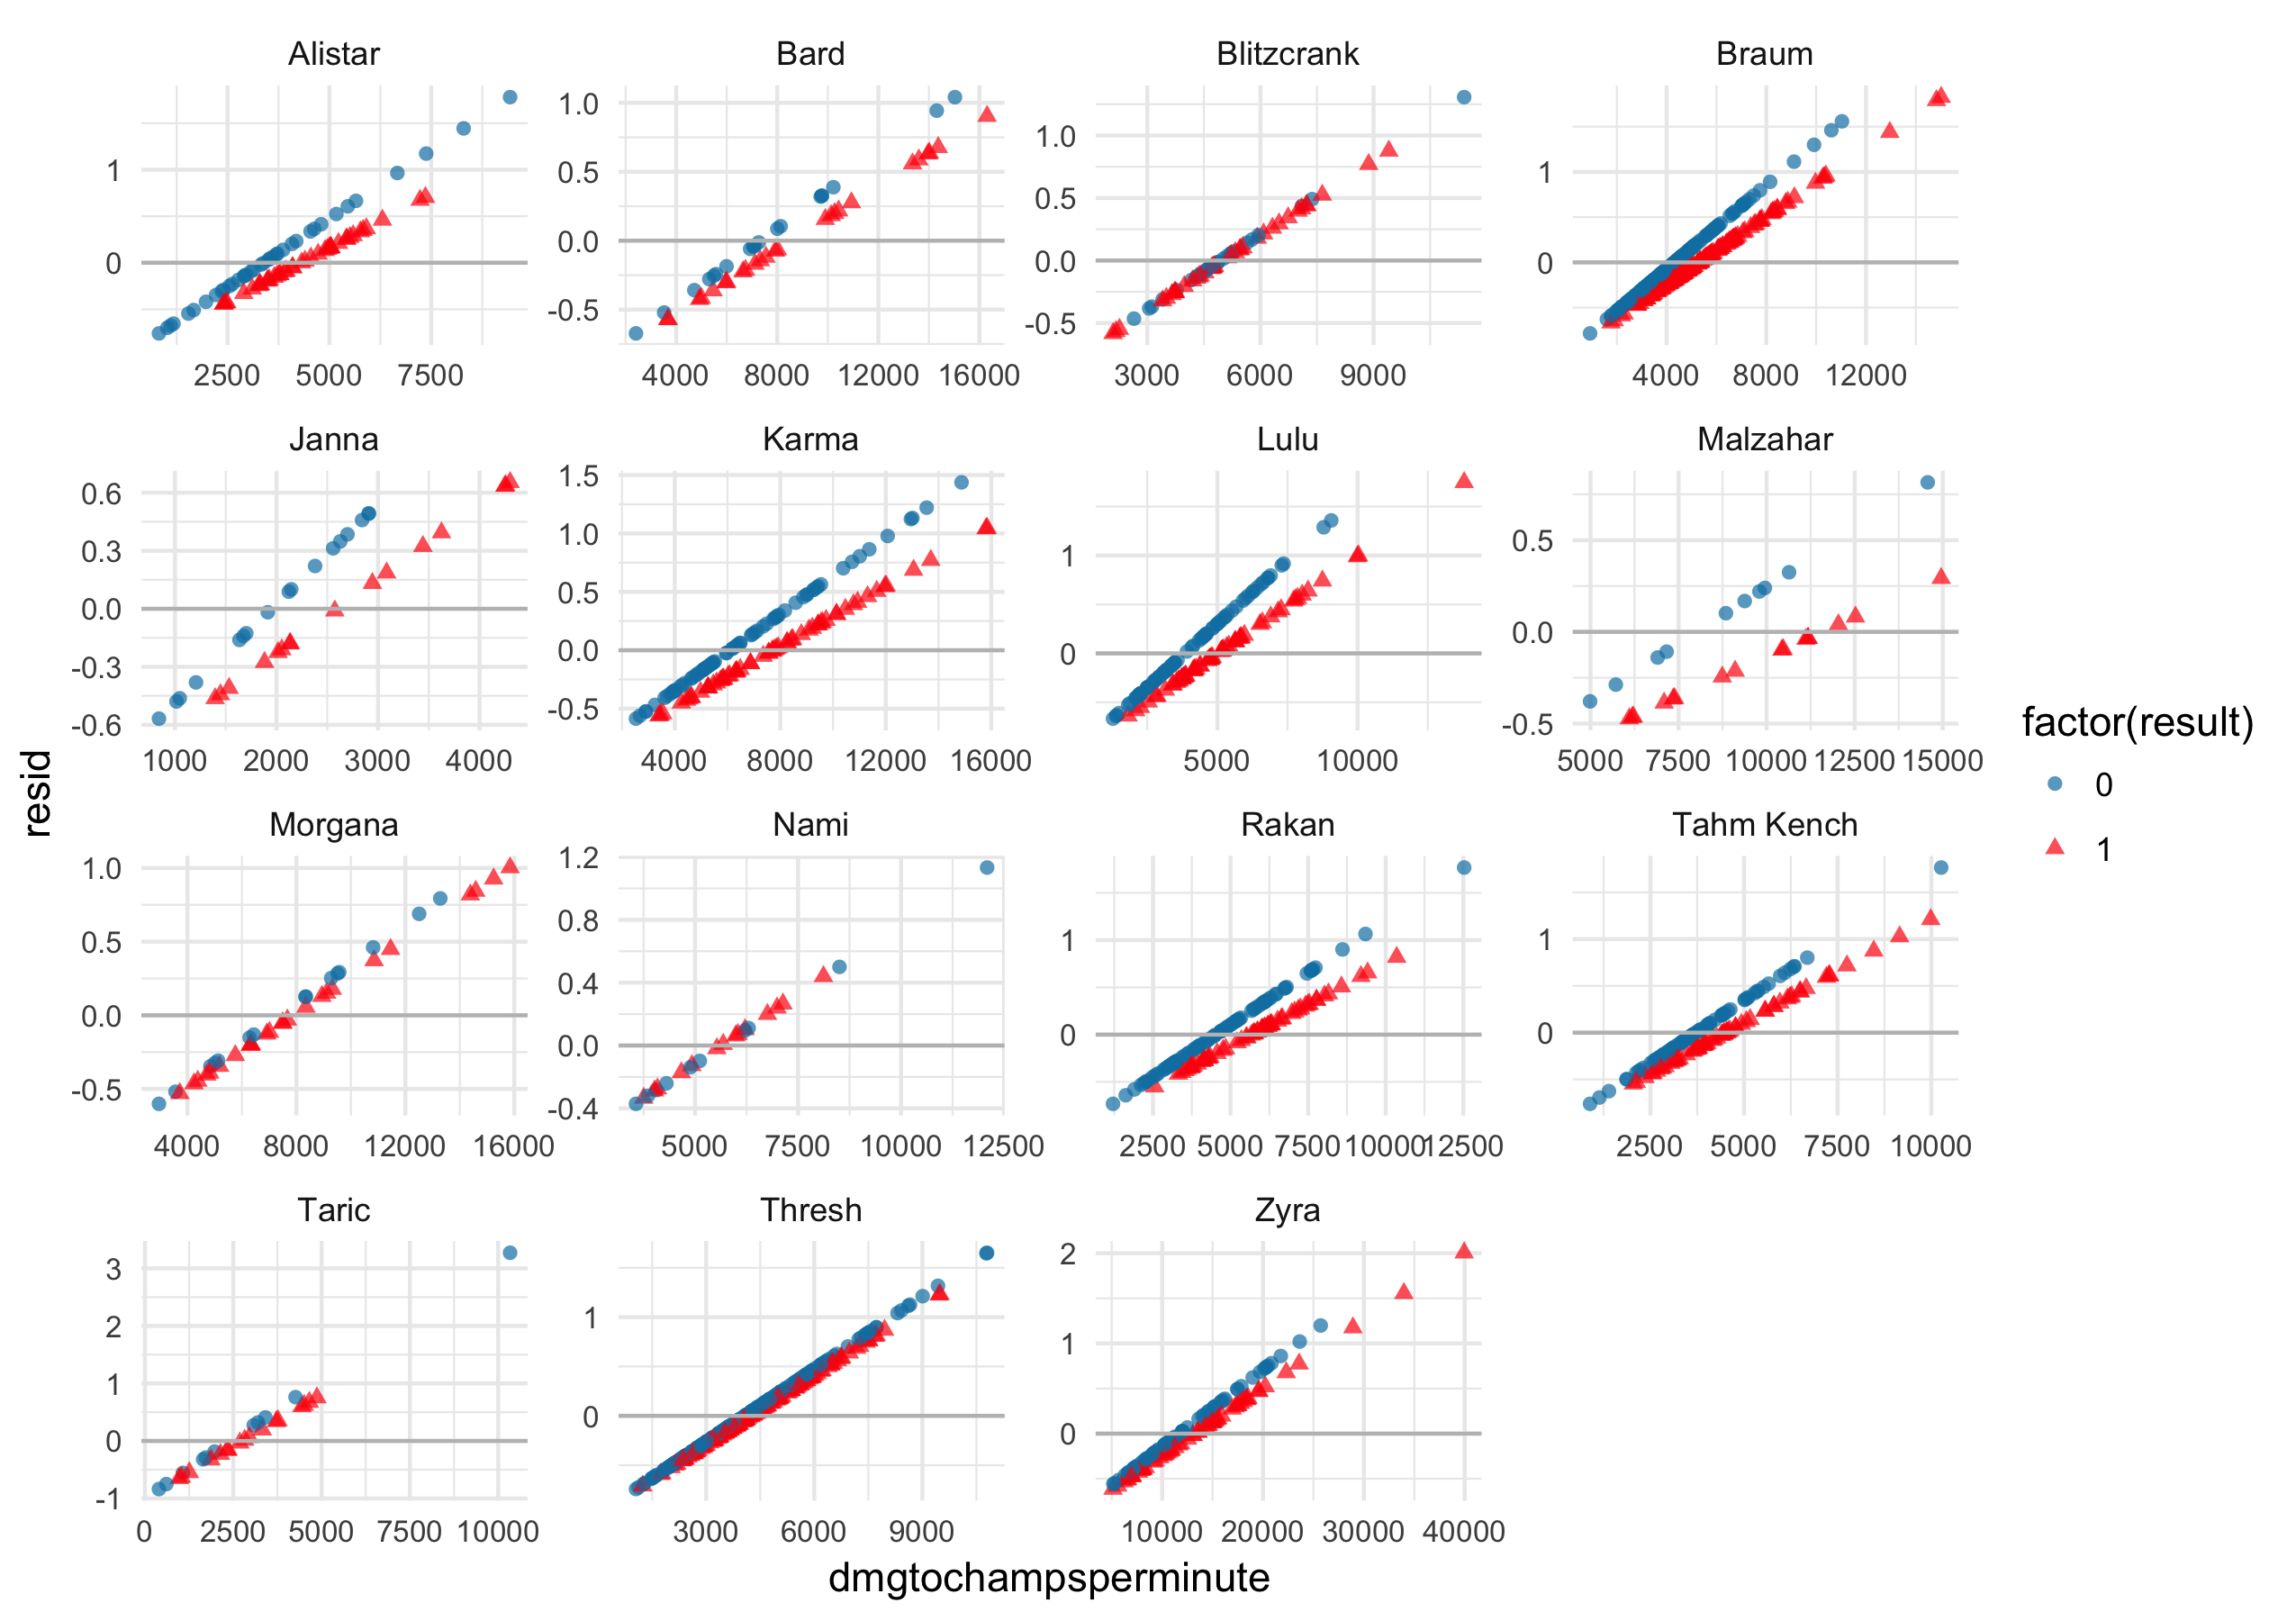 Alistar Bard Blitzcrank Braum
1 0
2500 5000 7500
1.0 0.5 0.0 -0.5
4000 8000 12000 16000
1.0 0.5 0.0 -0.5
3000 6000 9000
1 0
4000 8000 12000
Janna Karma Lulu Malzahar
0.6 0.3 0.0 -0.3 -0.6
1000 2000 3000 4000
1.5 1.0 0.5 0.0 -0.5
4000 8000 12000 16000
1 0
5000 10000
0.5 0.0 -0.5
5000 7500 10000 12500 15000
Morgana Nami Rakan Tahm Kench
1.0 0.5 0.0 -0.5
4000 8000 12000 16000
1.2 0.8 0.4 0.0 -0.4
5000 7500 10000 12500
1 0
2500 5000 7500 10000 12500
1 0
2500 5000 7500 10000
Taric Thresh Zyra
3 2 1 0 -1
0 2500 5000 7500 10000
1 0
3000 6000 9000
2 1 0
10000 20000 30000 40000
resid
dmgtochampsperminute
factor(result)
0
1